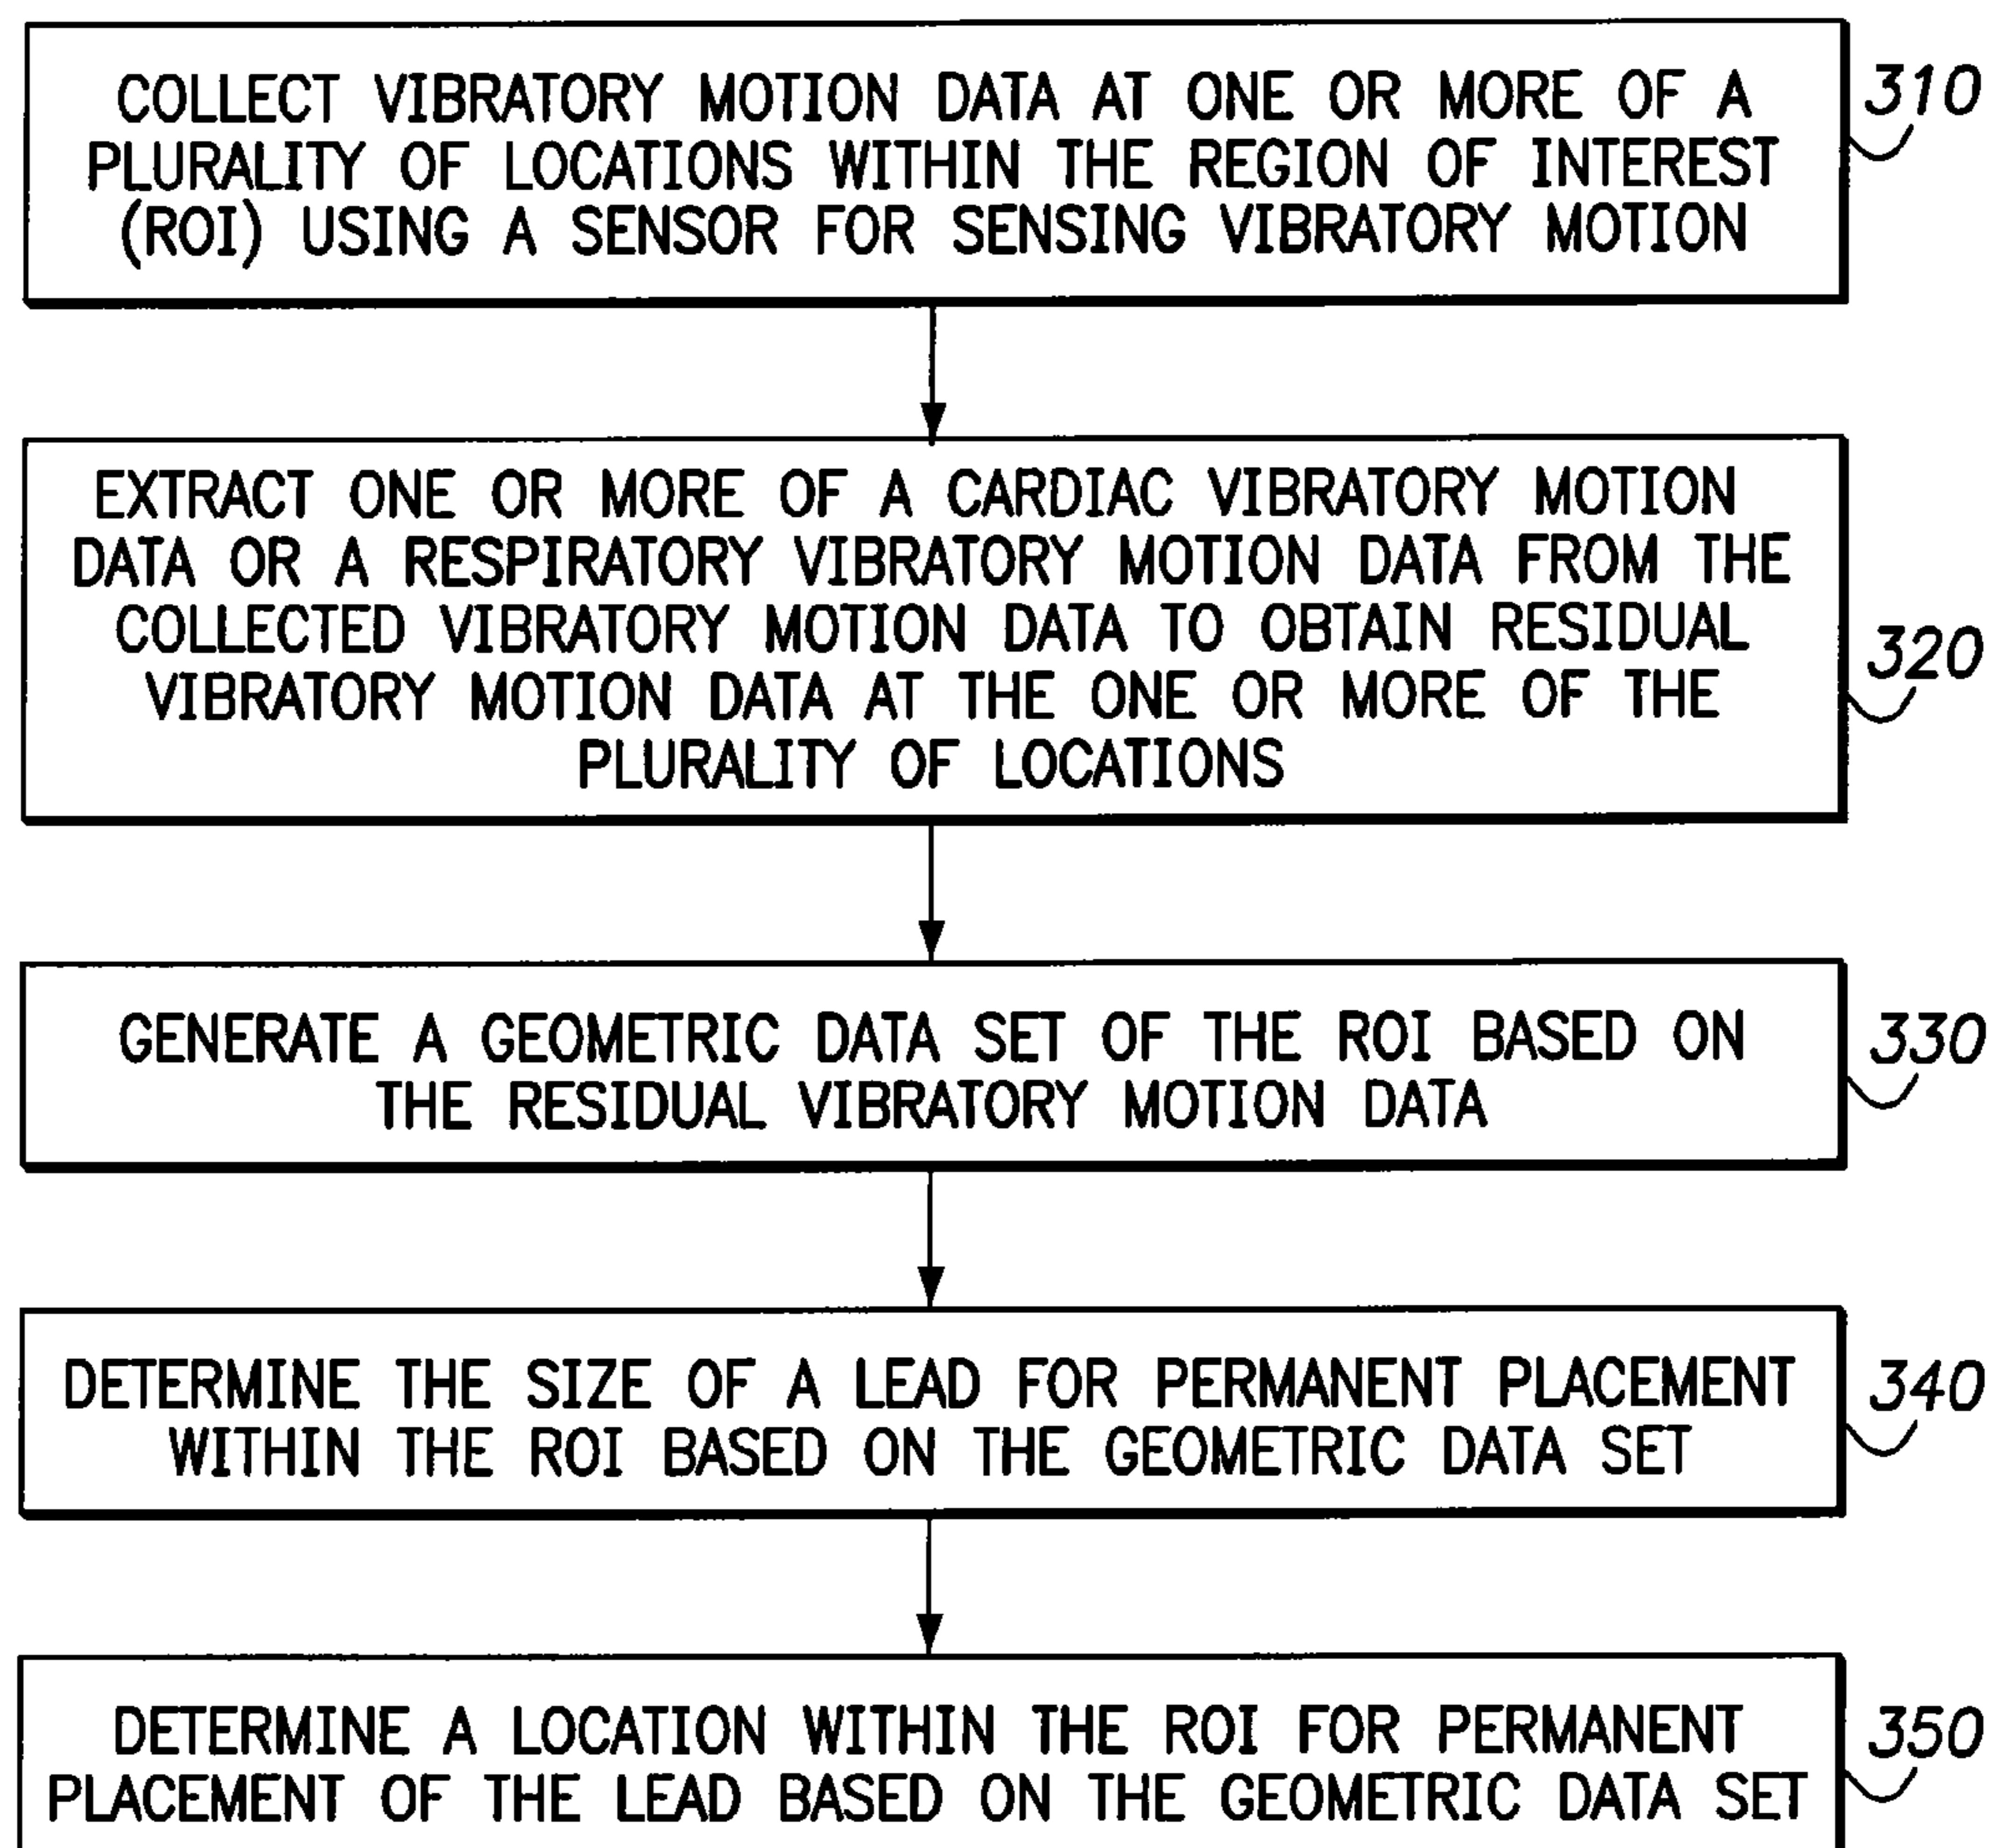 COLLECT VIBRATORY MOTION DATA AT ONE OR MORE OF A
PLURALITY OF LOCATIONS WITHIN THE REGION OF INTEREST
(ROI) USING A SENSOR FOR SENSING VIBRATORY MOTION
310
EXTRACT ONE OR MORE OF A CARDIAC VIBRATORY MOTION
DATA OR A RESPIRATORY VIBRATORY MOTION DATA FROM THE
COLLECTED VIBRATORY MOTION DATA TO OBTAIN RESIDUAL
VIBRATORY MOTION DATA AT THE ONE OR MORE OF THE
PLURALITY OF LOCATIONS
320
GENERATE A GEOMETRIC DATA SET OF THE ROI BASED ON
THE RESIDUAL VIBRATORY MOTION DATA
330
DETERMINE THE SIZE OF A LEAD FOR PERMANENT PLACEMENT
WITHIN THE ROI BASED ON THE GEOMETRIC DATA SET
340
DETERMINE A LOCATION WITHIN THE ROI FOR PERMANENT
PLACEMENT OF THE LEAD BASED ON THE GEOMETRIC DATA SET
350